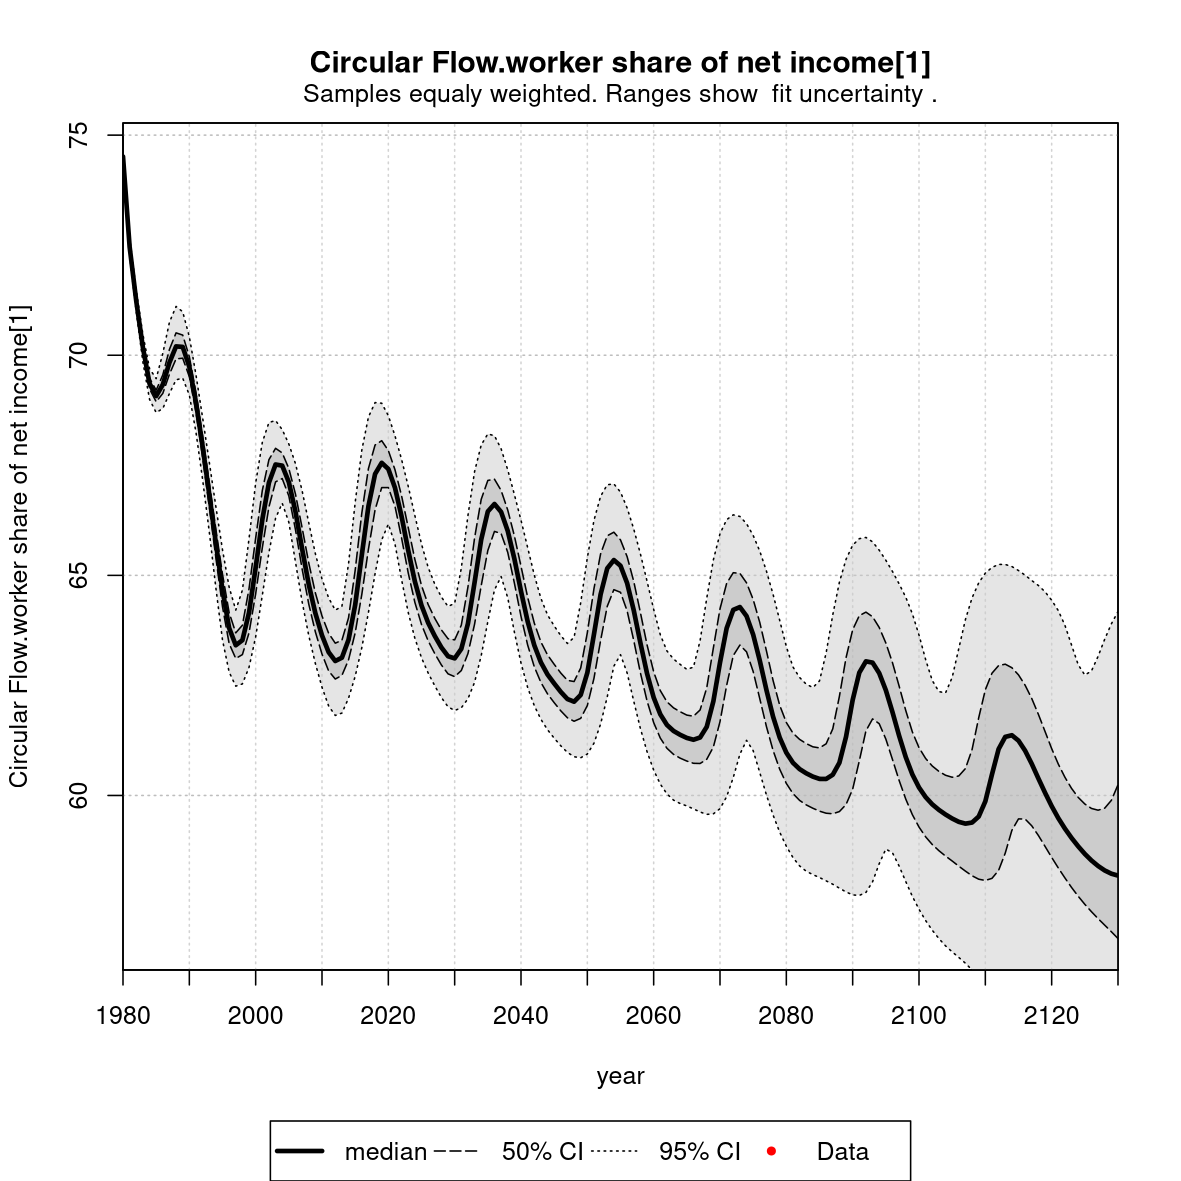 Circular Flow.worker share of net income[1]
Samples equaly weighted. Ranges show  fit uncertainty .
Circular Flow.worker share of net income[1]
75
70
65
60
1980 2000 2020 2040 2060 2080 2100 2120
year
median 50% CI 95% CI Data